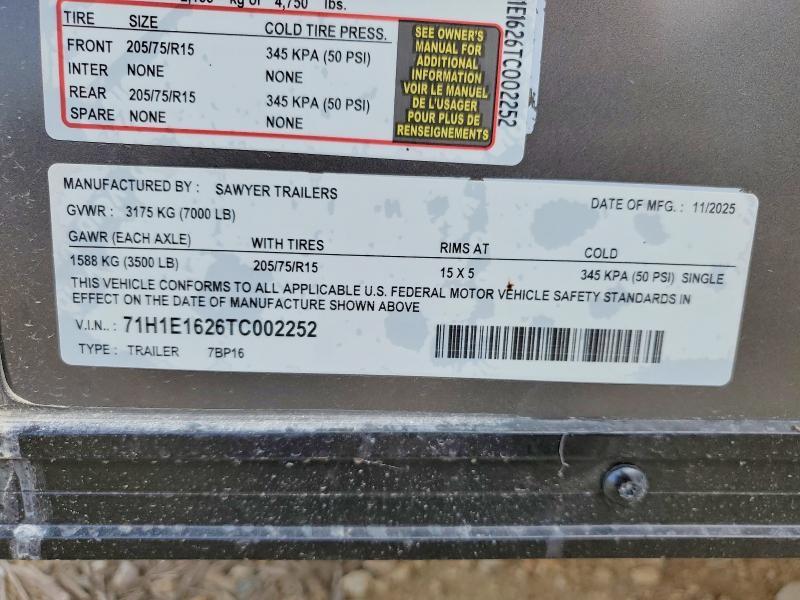 kg or 4,750 lbs.
TIRE SIZE COLD TIRE PRESS.
FRONT 205/75/R15 345 KPA (50 PSI)
INTER NONE NONE
REAR 205/75/R15 345 KPA (50 PSI)
SPARE NONE NONE
SEE OWNER'S
MANUAL FOR
ADDITIONAL
INFORMATION
VOIR LE MANUEL
DE L'USAGER
POUR PLUS DE
RENSEIGNEMENTS
1E1626TC002252
MANUFACTURED BY: SAWYER TRAILERS DATE OF MFG.: 11/2025
GVWR: 3175 KG (7000 LB)
GAWR (EACH AXLE) WITH TIRES RIMS AT COLD
1588 KG (3500 LB) 205/75/R15 15 X 5 345 KPA (50 PSI) SINGLE
THIS VEHICLE CONFORMS TO ALL APPLICABLE U.S. FEDERAL MOTOR VEHICLE SAFETY STANDARDS IN
EFFECT ON THE DATE OF MANUFACTURE SHOWN ABOVE
V.I.N.: 71H1E1626TC002252
TYPE: TRAILER 7BP16